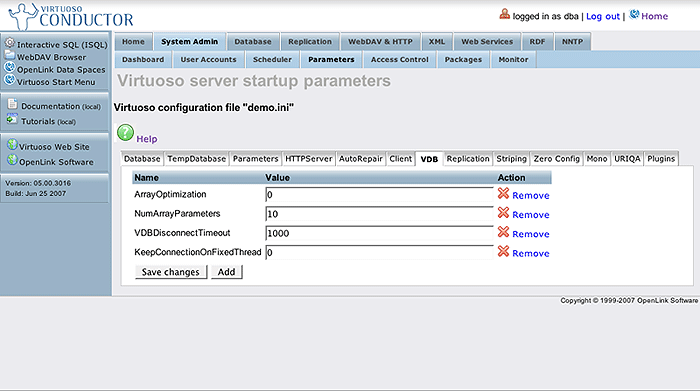 VIRTUOSO
CONDUCTOR
logged in as dba | Log out | Home
Interactive SQL (ISQL)
WebDAV Browser
OpenLink Data Spaces
Virtuoso Start Menu
Documentation (local)
Tutorials (local)
Virtuoso Web Site
OpenLink Software
Version: 05.00.3016
Build: Jun 25 2007
Home System Admin Database Replication WebDAV & HTTP XML Web Services RDF NNTP
Dashboard User Accounts Scheduler Parameters Access Control Packages Monitor
Virtuoso server startup parameters
Virtuoso configuration file "demo.ini"
? Help
Database TempDatabase Parameters HTTPServer AutoRepair Client VDB Replication Striping Zero Config Mono URIQA Plugins
Name Value Action
ArrayOptimization 0 Remove
NumArrayParameters 10 Remove
VDBDisconnectTimeout 1000 Remove
KeepConnectionOnFixedThread 0 Remove
Save changes Add
Copyright © 1999-2007 OpenLink Software